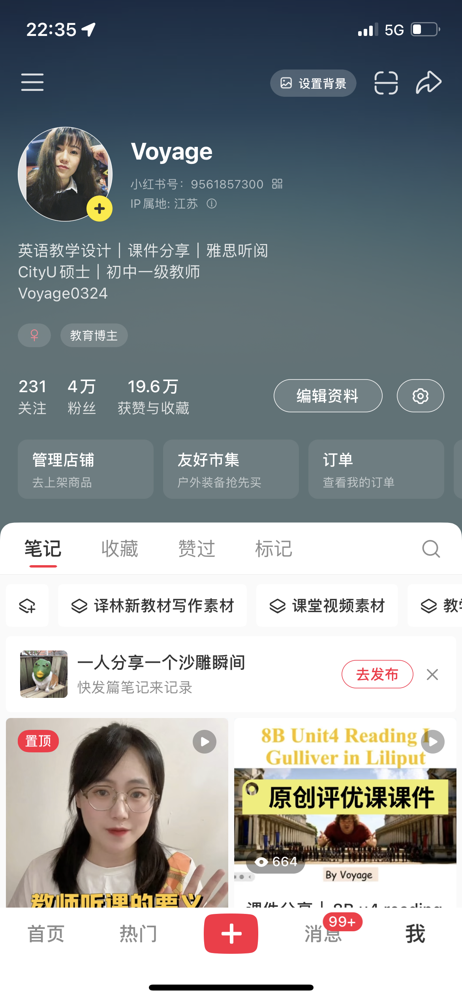 22:35
5G
设置背景
Voyage
小红书号：9561857300
IP 属地: 江苏
英语教学设计｜课件分享｜雅思听阅
CityU 硕士｜初中一级教师
Voyage0324
♀
教育博主
231 关注
4万 粉丝
19.6万 获赞与收藏
编辑资料
管理店铺
去上架商品
友好市集
户外装备抢先买
订单
查看我的订单
笔记
收藏
赞过
标记
译林新教材写作素材
课堂视频素材
一人分享一个沙雕瞬间
快发篇笔记来记录
去发布
置顶
教师听课的要义
8B Unit4 Reading I
Gulliver in Liliput
原创评优课课件
664
By Voyage
课件分享｜ 8B u4 reading
首页
热门
消息
99+
我